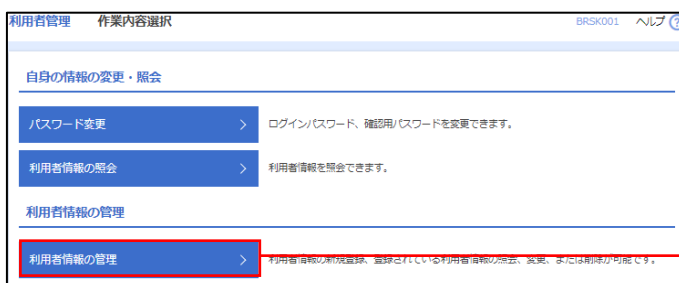 利用者管理 作業内容選択 BRSK001 ヘルプ ?
自身の情報の変更・照会
パスワード変更 ログインパスワード、確認用パスワードを変更できます。
利用者情報の照会 利用者情報を照会できます。
利用者情報の管理
利用者情報の管理 利用者情報の新規登録、登録されている利用者情報の照会、変更、または削除が可能です。